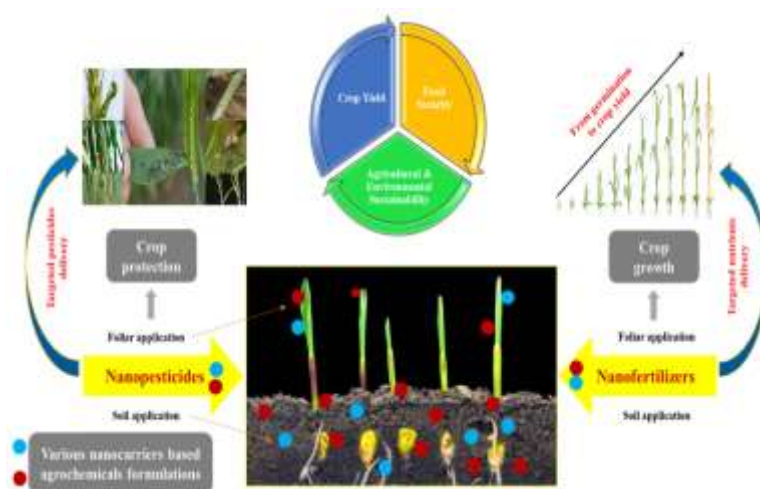 Crop Yield
Food
Security
Agricultural &
Environmental
Sustainability
From germination
to crop yield
Targeted pesticides
delivery
Crop
protection
Crop
growth
Targeted nutrients
delivery
Foliar application
Foliar application
Nanopesticides
Nanofertilizers
Soil application
Soil application
Various nanocarriers based
agrochemicals formulations